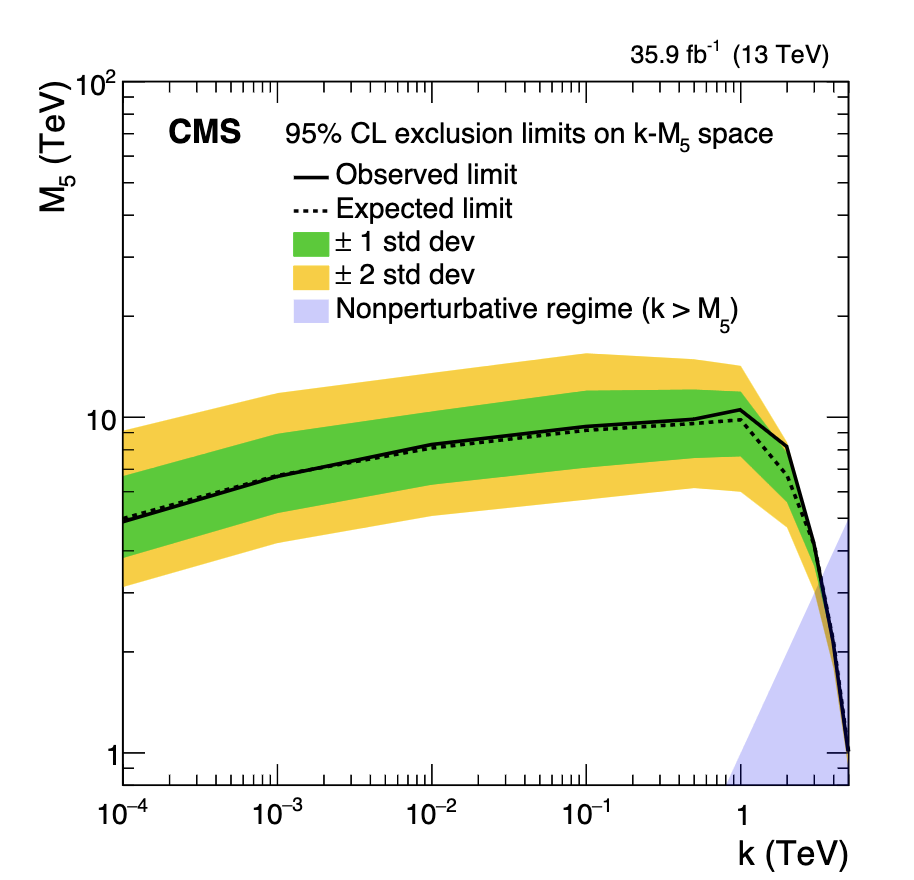 35.9 fb⁻¹ (13 TeV)
M₅ (TeV)
10²
10
1
CMS 95% CL exclusion limits on k-M₅ space
Observed limit
Expected limit
± 1 std dev
± 2 std dev
Nonperturbative regime (k > M₅)
10⁻⁴ 10⁻³ 10⁻² 10⁻¹ 1
k (TeV)